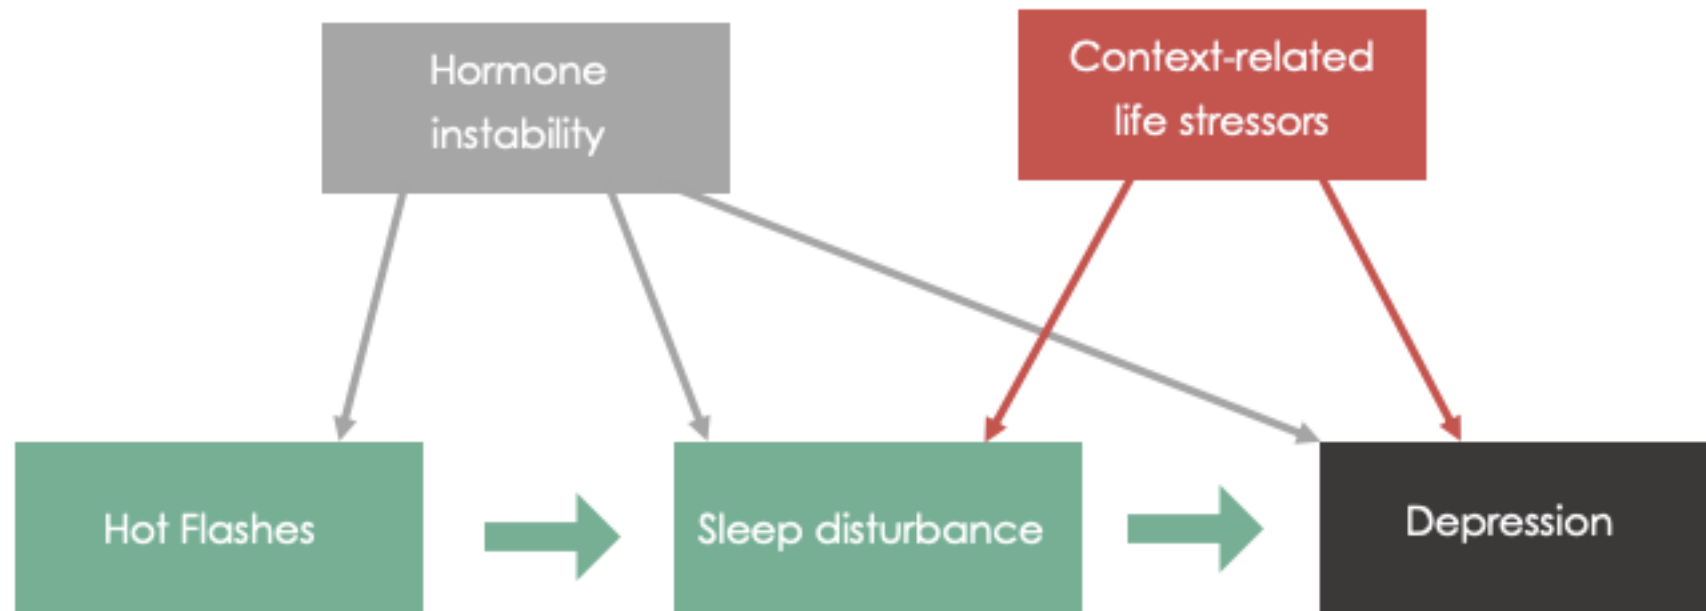 Hormone
instability
Context-related
life stressors
Hot Flashes
Sleep disturbance
Depression